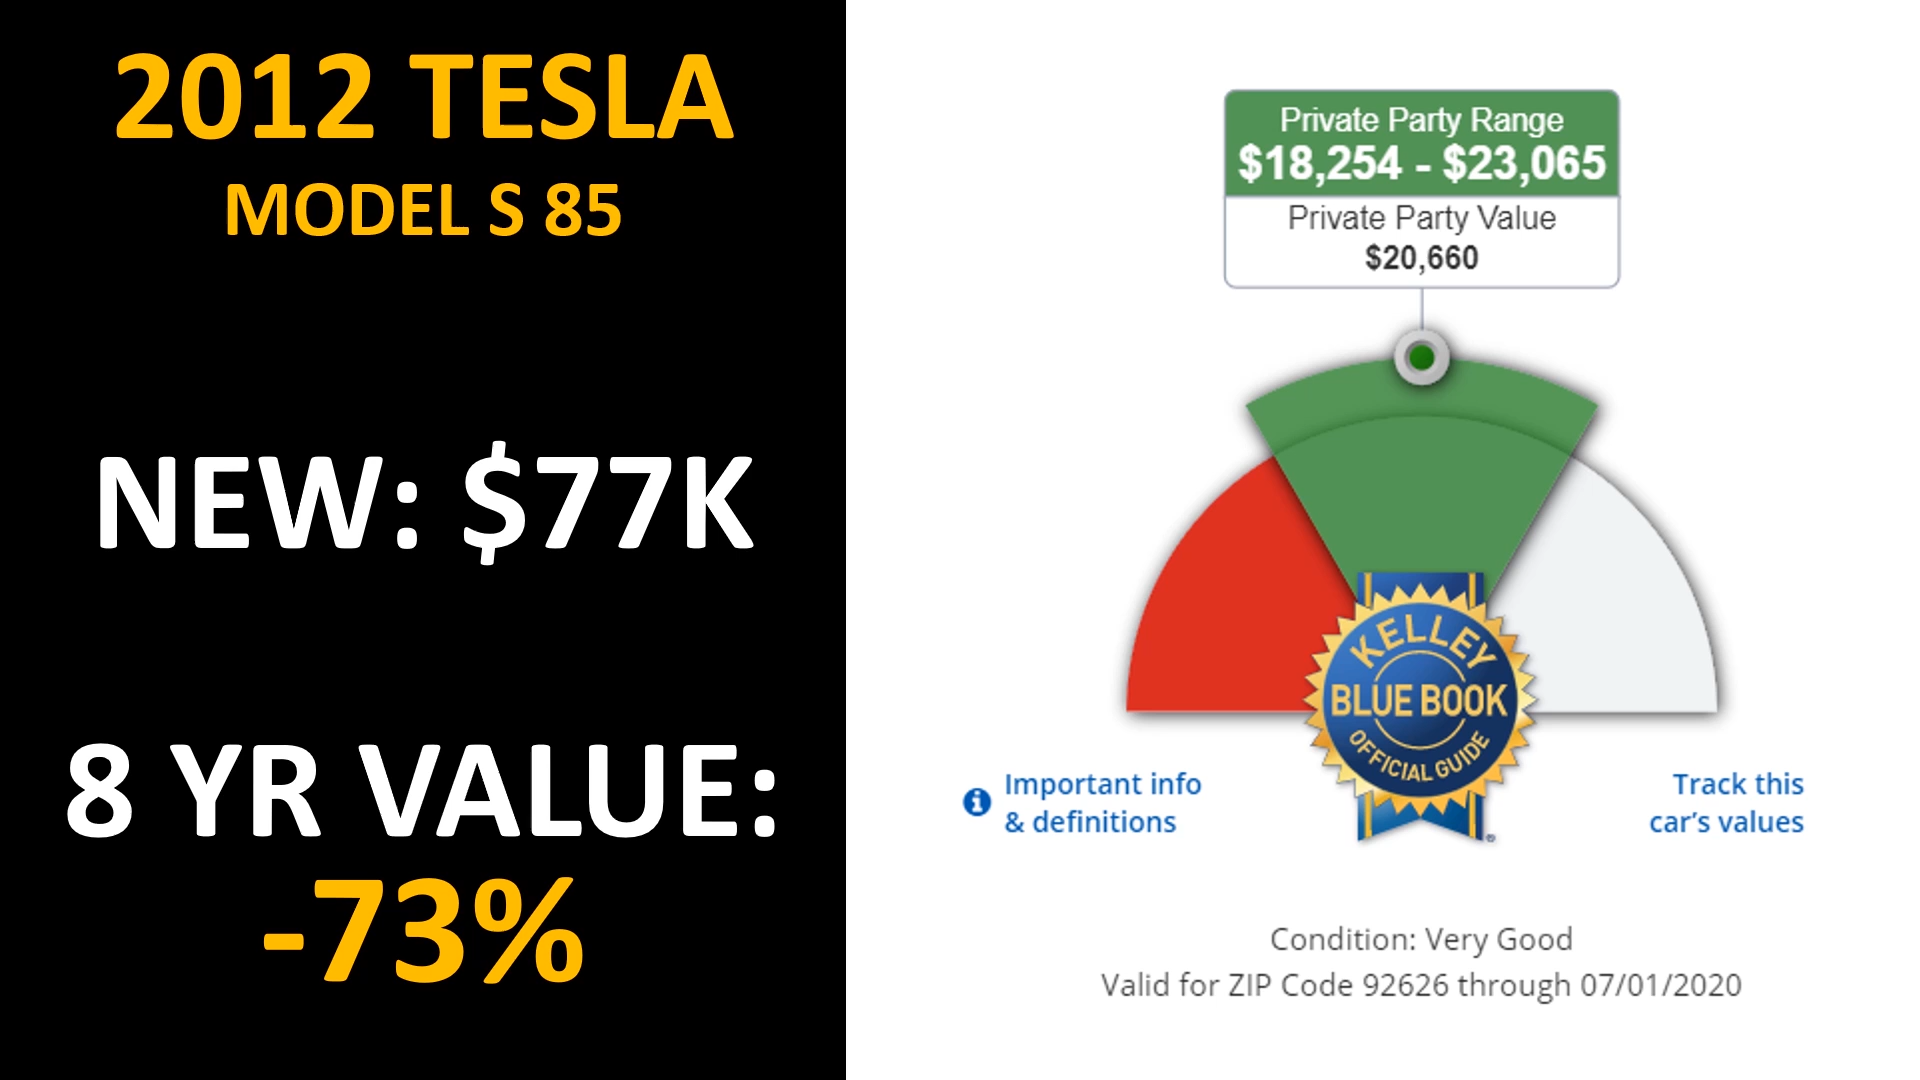 2012 TESLA
MODEL S 85
NEW: $77K
8 YR VALUE:
-73%
Private Party Range
$18,254 - $23,065
Private Party Value
$20,660
KELLEY
BLUE BOOK
OFFICIAL GUIDE
®
Important info
& definitions
Track this
car's values
Condition: Very Good
Valid for ZIP Code 92626 through 07/01/2020